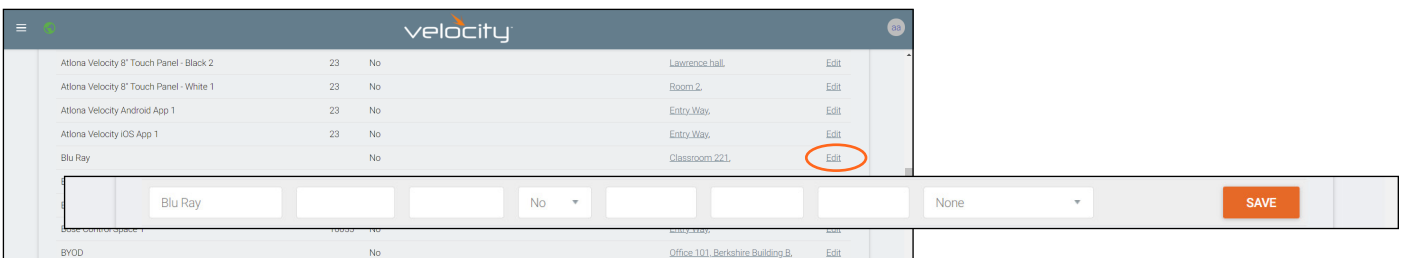 velocity
aa
Atlona Velocity 8" Touch Panel - Black 2 23 No Lawrence hall, Edit
Atlona Velocity 8" Touch Panel - White 1 23 No Room 2, Edit
Atlona Velocity Android App 1 23 No Entry Way, Edit
Atlona Velocity iOS App 1 23 No Entry Way, Edit
Blu Ray No Classroom 221, Edit
Blu Ray No None SAVE
BYOD No Office 101, Berkshire Building B, Edit